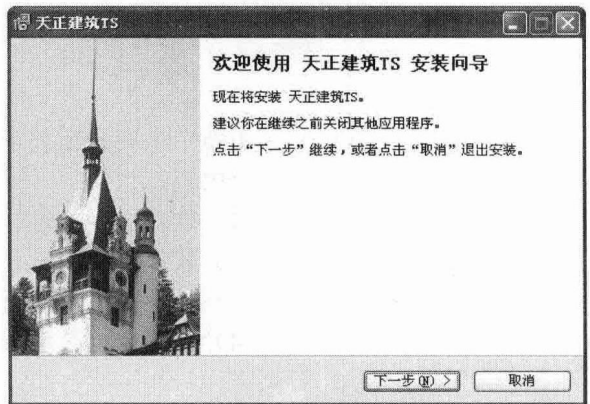 天正建筑TS
欢迎使用 天正建筑TS 安装向导
现在将安装 天正建筑TS。
建议你在继续之前关闭其他应用程序。
点击“下一步”继续，或者点击“取消”退出安装。
下一步(N) >
取消